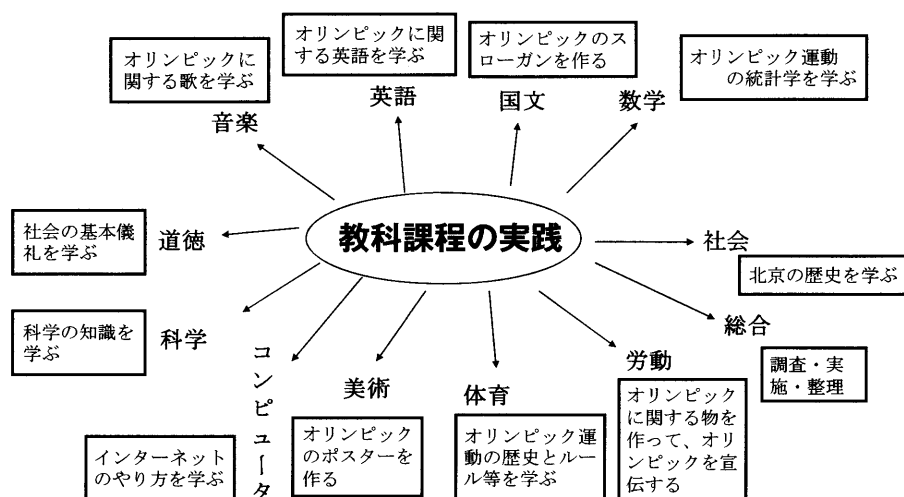 オリンピックに
関する歌を学ぶ
音楽
オリンピックに関
する英語を学ぶ
英語
オリンピックのス
ローガンを作る
国文
数学
オリンピック運動
の統計学を学ぶ
教科課程の実践
社会の基本儀
礼を学ぶ
道徳
社会
北京の歴史を学ぶ
科学の知識を
学ぶ
科学
総合
調査・実
施・整理
コンピュータ
インターネット
のやり方を学ぶ
美術
オリンピック
のポスターを
作る
体育
オリンピック運
動の歴史とルー
ル等を学ぶ
労動
オリンピック
に関する物を
作って、オリ
ンピックを宣
伝する